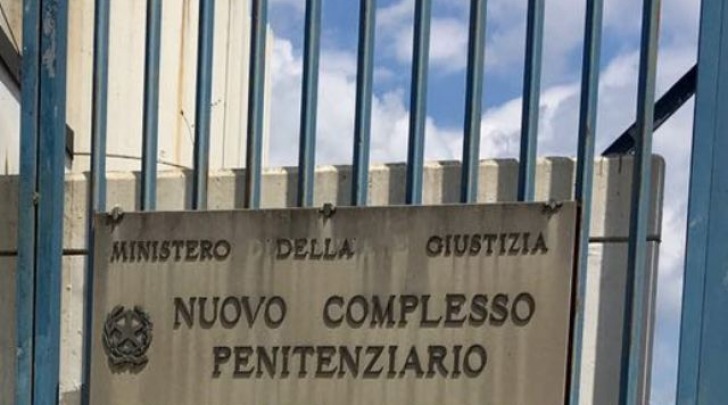 MINISTERO DELLA GIUSTIZIA
NUOVO COMPLESSO
PENITENZIARIO